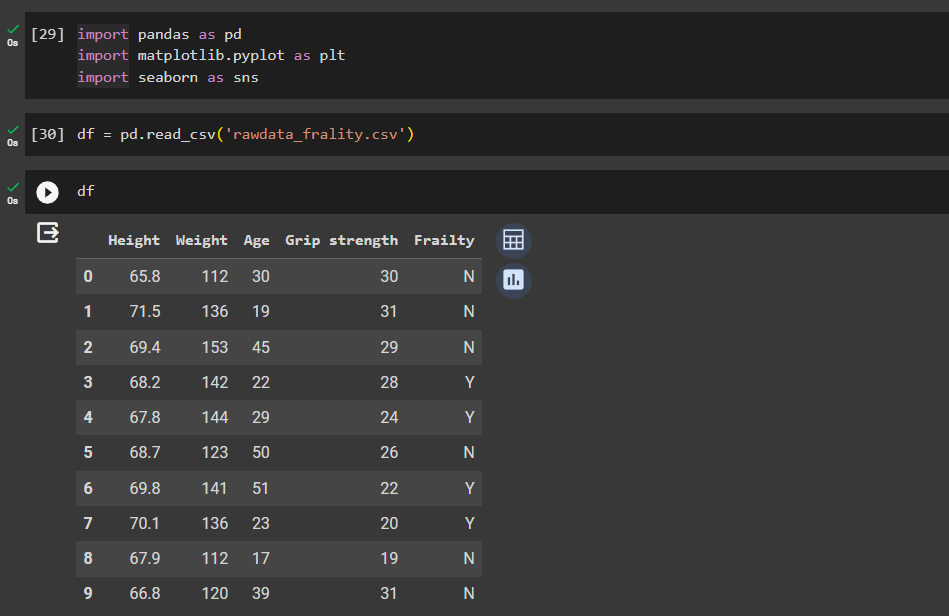 [29] import pandas as pd
import matplotlib.pyplot as plt
import seaborn as sns
0s
[30] df = pd.read_csv('rawdata_frality.csv')
0s
df
0s
Height Weight Age Grip strength Frailty
0 65.8 112 30 30 N
1 71.5 136 19 31 N
2 69.4 153 45 29 N
3 68.2 142 22 28 Y
4 67.8 144 29 24 Y
5 68.7 123 50 26 N
6 69.8 141 51 22 Y
7 70.1 136 23 20 Y
8 67.9 112 17 19 N
9 66.8 120 39 31 N